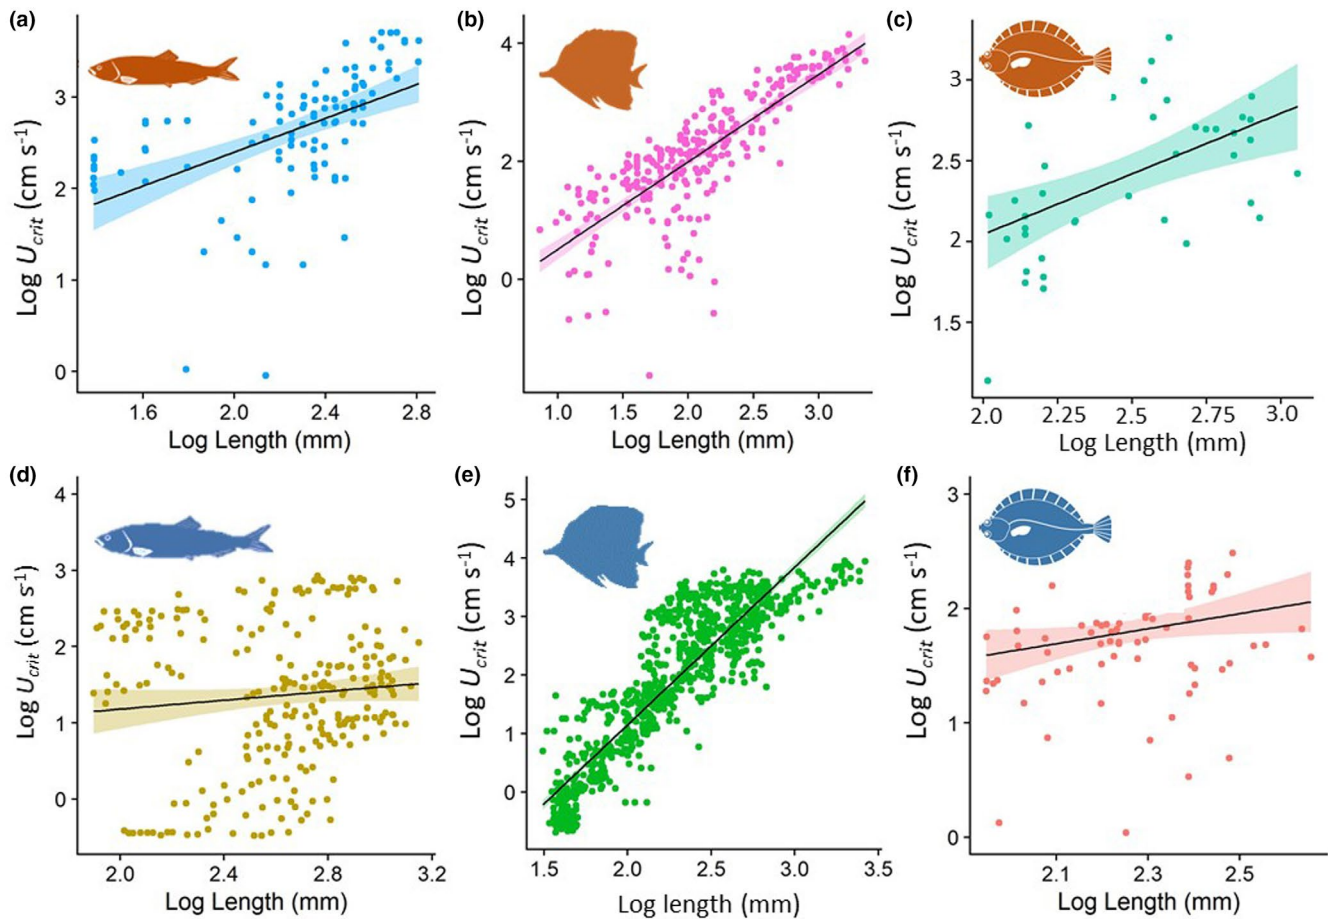 (a)
Log U_crit (cm s⁻¹)
3
2
1
0
1.6 2.0 2.4 2.8
Log Length (mm)
(b)
Log U_crit (cm s⁻¹)
4
2
0
1.0 1.5 2.0 2.5 3.0
Log Length (mm)
(c)
Log U_crit (cm s⁻¹)
3
2.5
2
1.5
2.0 2.25 2.5 2.75 3.0
Log Length (mm)
(d)
Log U_crit (cm s⁻¹)
4
3
2
1
0
2.0 2.4 2.8 3.2
Log Length (mm)
(e)
Log U_crit (cm s⁻¹)
5
4
3
2
1
0
1.5 2.0 2.5 3.0 3.5
Log length (mm)
(f)
Log U_crit (cm s⁻¹)
3
2
1
0
2.1 2.3 2.5
Log Length (mm)